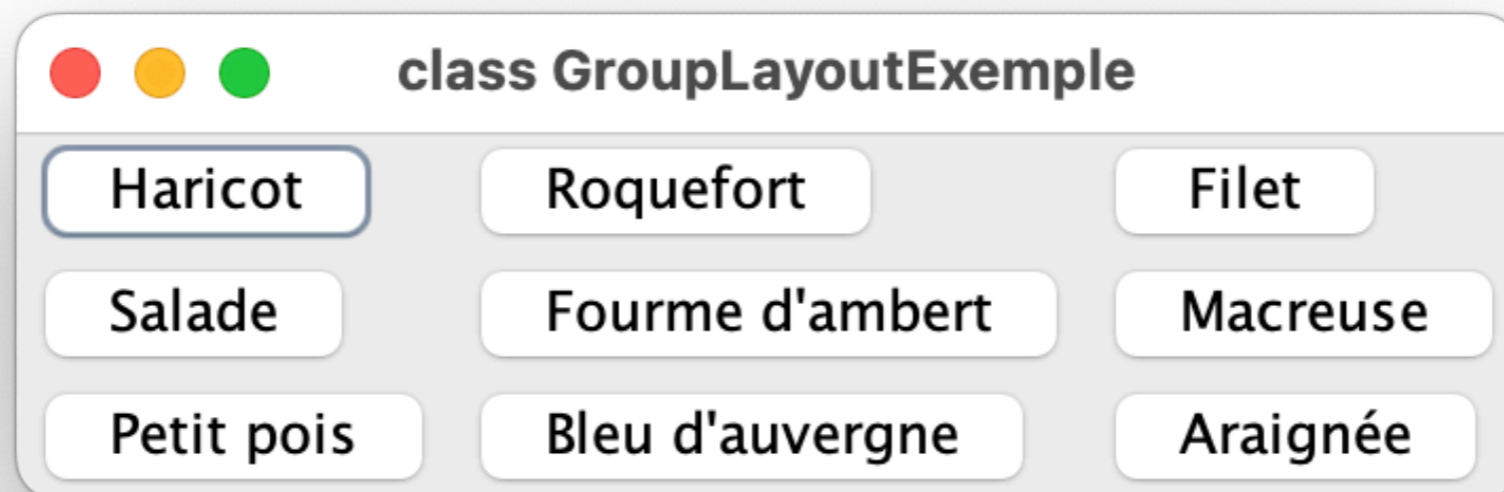 class GroupLayoutExemple
Haricot Roquefort Filet
Salade Fourme d'ambert Macreuse
Petit pois Bleu d'auvergne Araignée